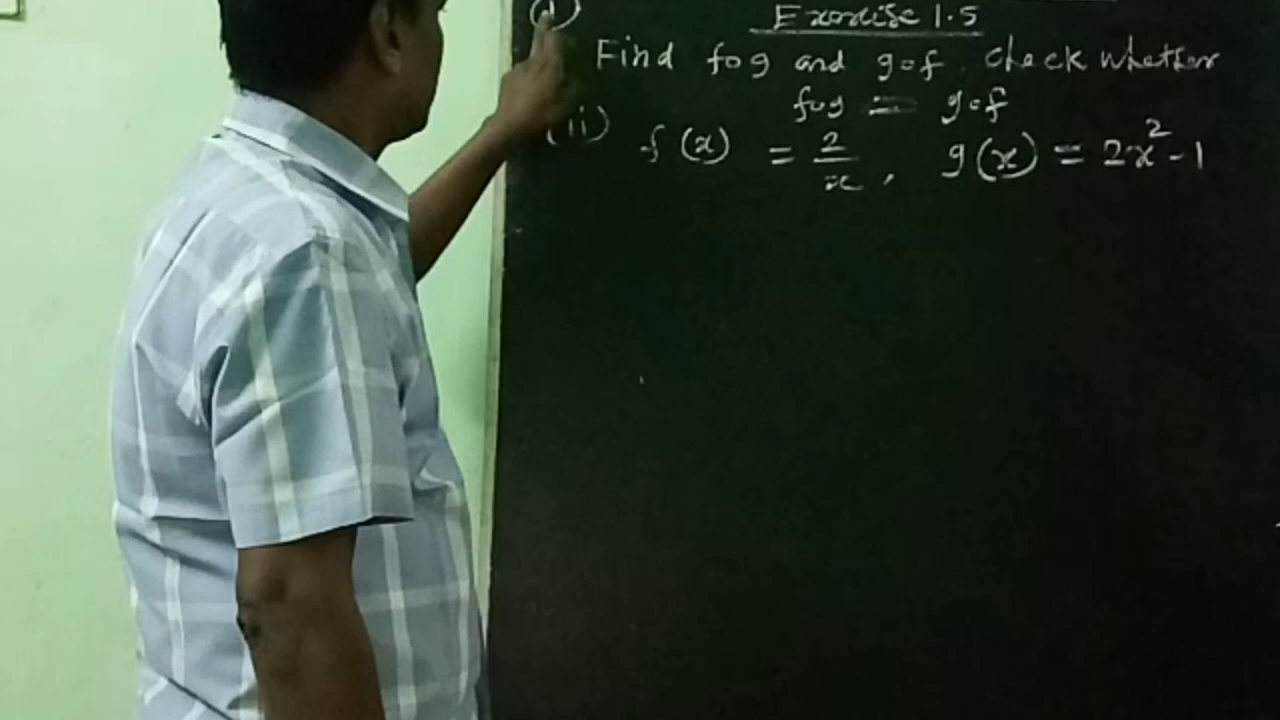 Exercise 1.5
Find fog and gof. check whether
fog = gof
(ii) f(x) = 2/x, g(x) = 2x² - 1